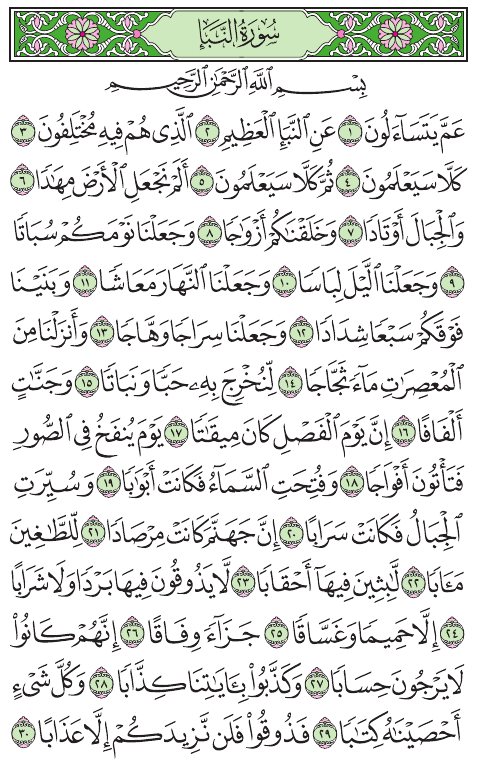 سُورَةُ النَّبَإِ
بِسْمِ ٱللَّهِ ٱلرَّحْمَٰنِ ٱلرَّحِيمِ
عَمَّ يَتَسَآءَلُونَ ١ عَنِ ٱلنَّبَإِ ٱلْعَظِيمِ ٢ ٱلَّذِى هُمْ فِيهِ مُخْتَلِفُونَ ٣
كَلَّا سَيَعْلَمُونَ ٤ ثُمَّ كَلَّا سَيَعْلَمُونَ ٥ أَلَمْ نَجْعَلِ ٱلْأَرْضَ مِهَٰدًا ٦
وَٱلْجِبَالَ أَوْتَادًا ٧ وَخَلَقْنَٰكُمْ أَزْوَٰجًا ٨ وَجَعَلْنَا نَوْمَكُمْ سُبَاتًا
٩ وَجَعَلْنَا ٱلَّيْلَ لِبَاسًا ١٠ وَجَعَلْنَا ٱلنَّهَارَ مَعَاشًا ١١ وَبَنَيْنَا
فَوْقَكُمْ سَبْعًا شِدَادًا ١٢ وَجَعَلْنَا سِرَاجًا وَهَّاجًا ١٣ وَأَنزَلْنَا مِنَ
ٱلْمُعْصِرَٰتِ مَآءً ثَجَّاجًا ١٤ لِّنُخْرِجَ بِهِۦ حَبًّا وَنَبَاتًا ١٥ وَجَنَّٰتٍ
أَلْفَافًا ١٦ إِنَّ يَوْمَ ٱلْفَصْلِ كَانَ مِيقَٰتًا ١٧ يَوْمَ يُنفَخُ فِى ٱلصُّورِ
فَتَأْتُونَ أَفْوَاجًا ١٨ وَفُتِحَتِ ٱلسَّمَآءُ فَكَانَتْ أَبْوَٰبًا ١٩ وَسُيِّرَتِ
ٱلْجِبَالُ فَكَانَتْ سَرَابًا ٢٠ إِنَّ جَهَنَّمَ كَانَتْ مِرْصَادًا ٢١ لِّلطَّٰغِينَ
مَـَٔابًا ٢٢ لَّٰبِثِينَ فِيهَآ أَحْقَابًا ٢٣ لَّا يَذُوقُونَ فِيهَا بَرْدًا وَلَا شَرَابًا
٢٤ إِلَّا حَمِيمًا وَغَسَّاقًا ٢٥ جَزَآءً وِفَاقًا ٢٦ إِنَّهُمْ كَانُوا۟
لَا يَرْجُونَ حِسَابًا ٢٧ وَكَذَّبُوا۟ بِـَٔايَٰتِنَا كِذَّابًا ٢٨ وَكُلَّ شَىْءٍ
أَحْصَيْنَٰهُ كِتَٰبًا ٢٩ فَذُوقُوا۟ فَلَن نَّزِيدَكُمْ إِلَّا عَذَابًا ٣٠